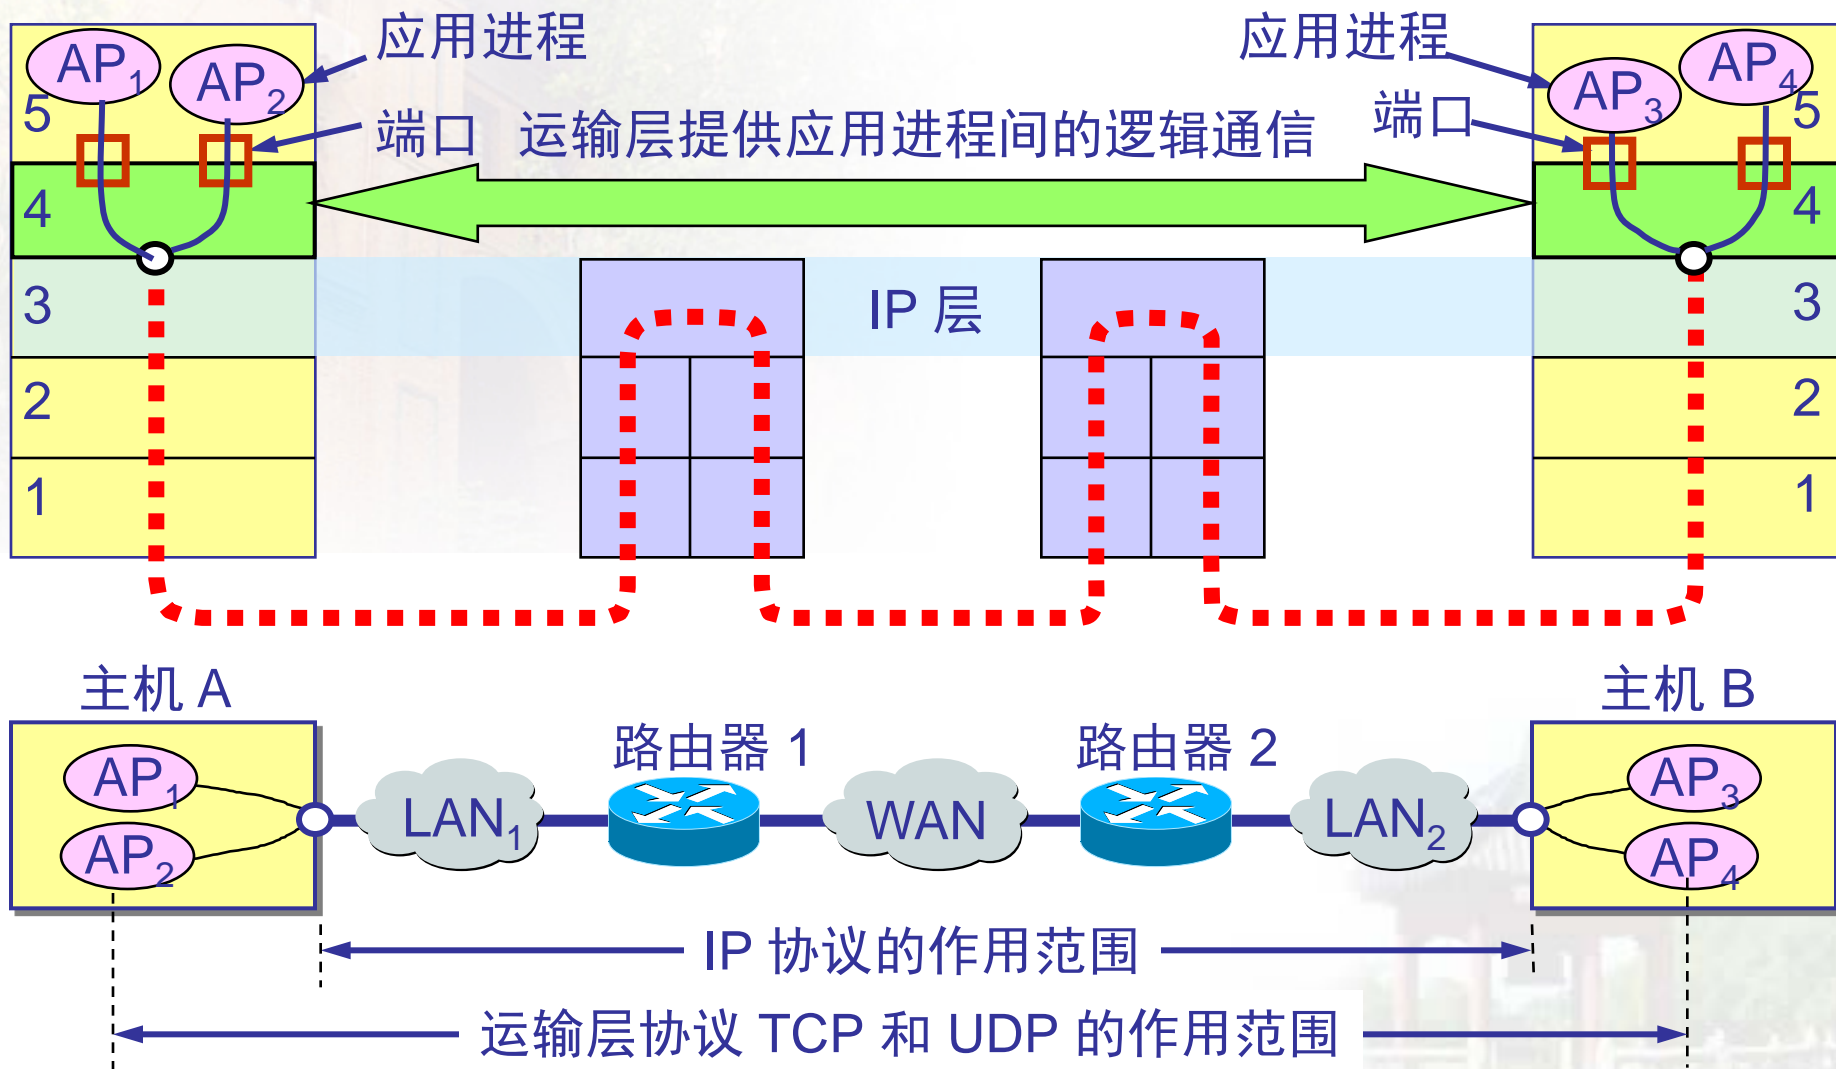 应用进程
应用进程
AP1
AP2
AP3
AP4
5
端口
运输层提供应用进程间的逻辑通信
端口
5
4
4
3
IP 层
3
2
2
1
1
主机 A
主机 B
路由器 1
路由器 2
AP1
AP2
LAN1
WAN
LAN2
AP3
AP4
IP 协议的作用范围
运输层协议 TCP 和 UDP 的作用范围